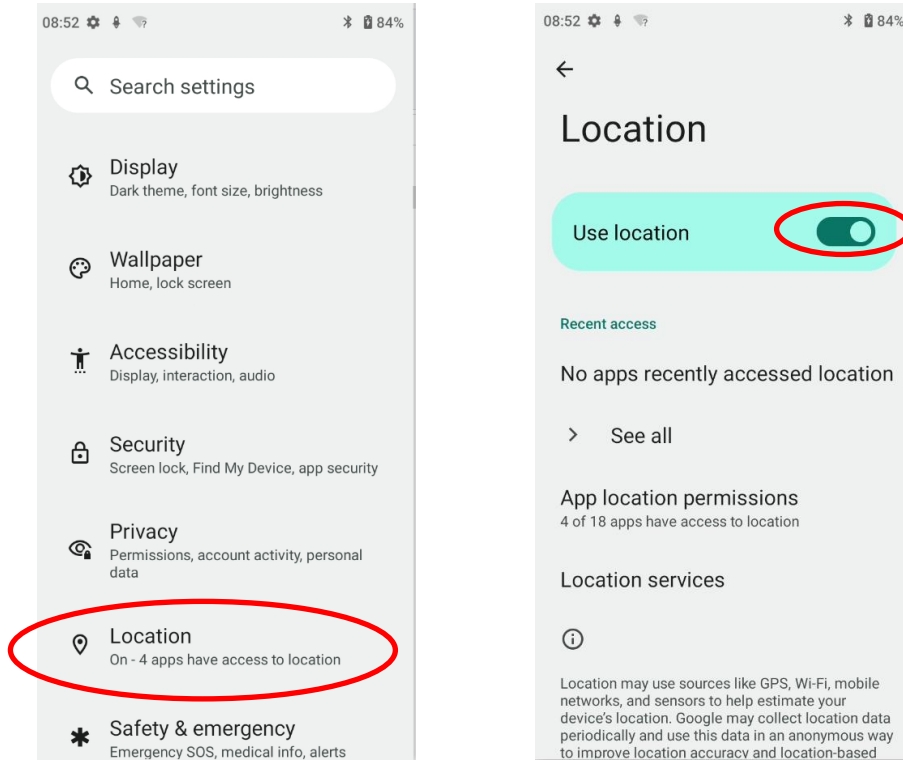 08:52 84%
Search settings
Display
Dark theme, font size, brightness
Wallpaper
Home, lock screen
Accessibility
Display, interaction, audio
Security
Screen lock, Find My Device, app security
Privacy
Permissions, account activity, personal
data
Location
On - 4 apps have access to location
Safety & emergency
Emergency SOS, medical info, alerts
08:52 84%
Location
Use location
Recent access
No apps recently accessed location
See all
App location permissions
4 of 18 apps have access to location
Location services
Location may use sources like GPS, Wi-Fi, mobile
networks, and sensors to help estimate your
device's location. Google may collect location data
periodically and use this data in an anonymous way
to improve location accuracy and location-based